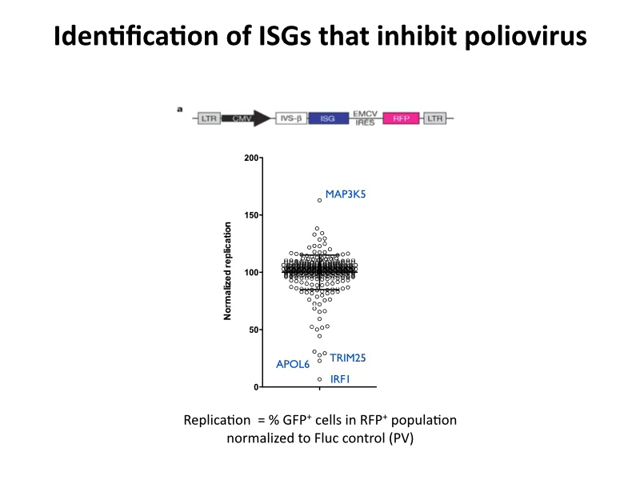 Identification of ISGs that inhibit poliovirus
a
LTR CMV IVS-β ISG EMCV IRES RFP LTR
200
MAP3K5
150
Normalized replication
100
50
TRIM25
APOL6
IRF1
0
Replication = % GFP⁺ cells in RFP⁺ population
normalized to Fluc control (PV)